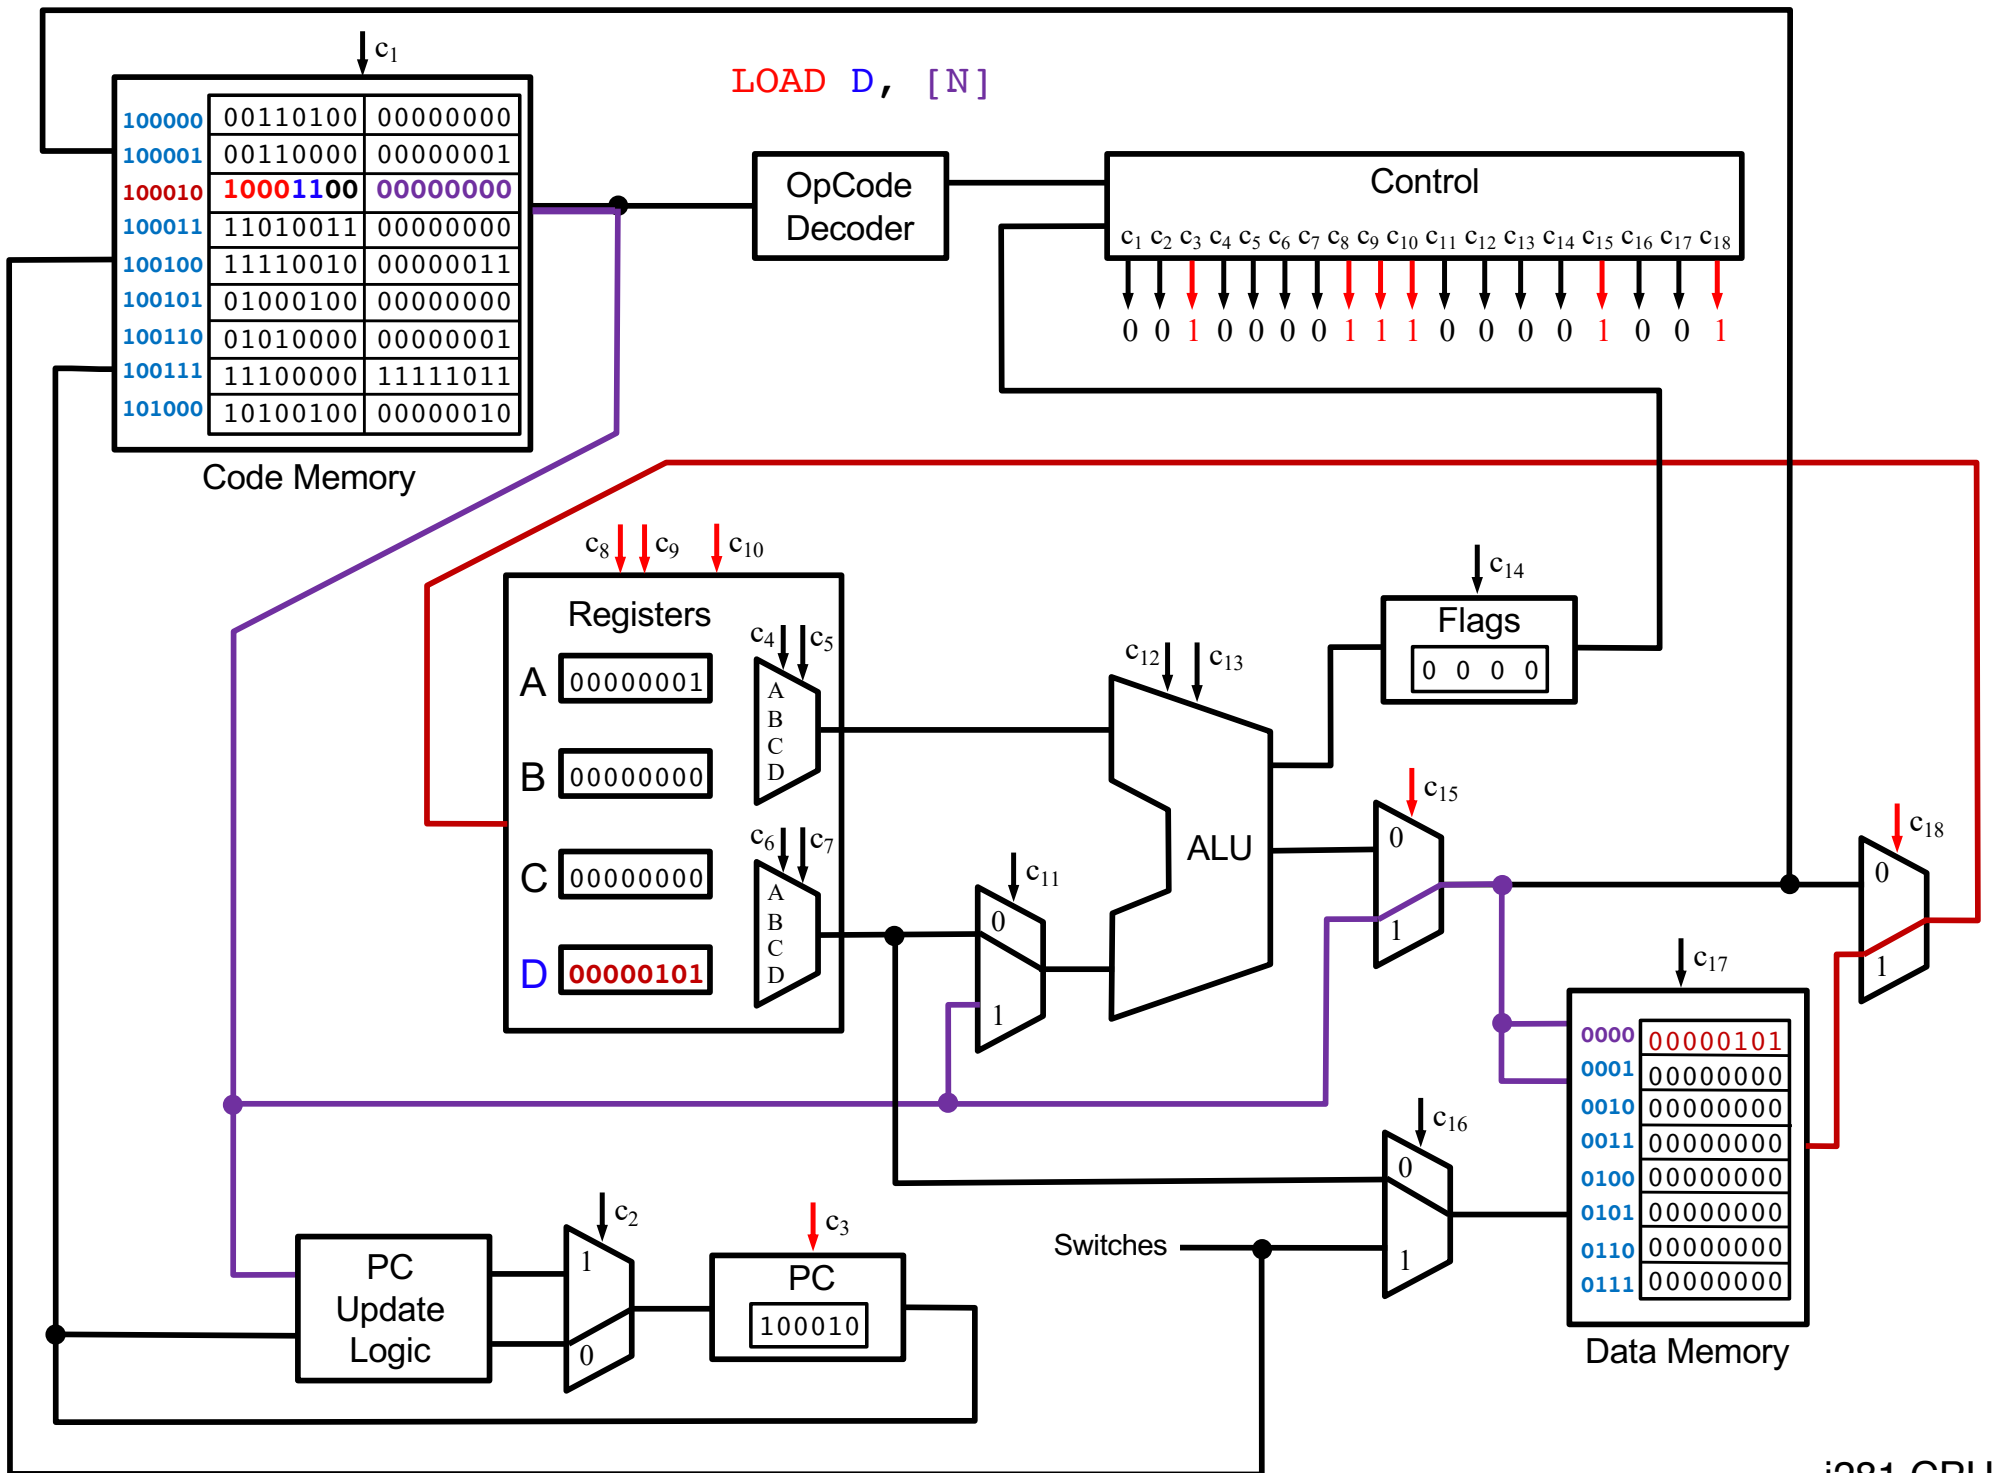 c1
LOAD D, [N]
100000 00110100 00000000
100001 00110000 00000001
100010 10001100 00000000
100011 11010011 00000000
100100 11110010 00000011
100101 01000100 00000000
100110 01010000 00000001
100111 11100000 11111011
101000 10100100 00000010
Code Memory
OpCode
Decoder
Control
c1 c2 c3 c4 c5 c6 c7 c8 c9 c10 c11 c12 c13 c14 c15 c16 c17 c18
0 0 1 0 0 0 0 1 1 1 0 0 0 0 1 0 0 1
c8 c9 c10
Registers
A 00000001
B 00000000
C 00000000
D 00000101
c4 c5
A
B
C
D
c6 c7
A
B
C
D
c11
0
1
c12 c13
ALU
c14
Flags
0 0 0 0
c15
0
1
c18
0
1
c17
0000 00000101
0001 00000000
0010 00000000
0011 00000000
0100 00000000
0101 00000000
0110 00000000
0111 00000000
Data Memory
c16
0
1
Switches
PC
Update
Logic
c2
1
0
c3
PC
100010
i281 CPU